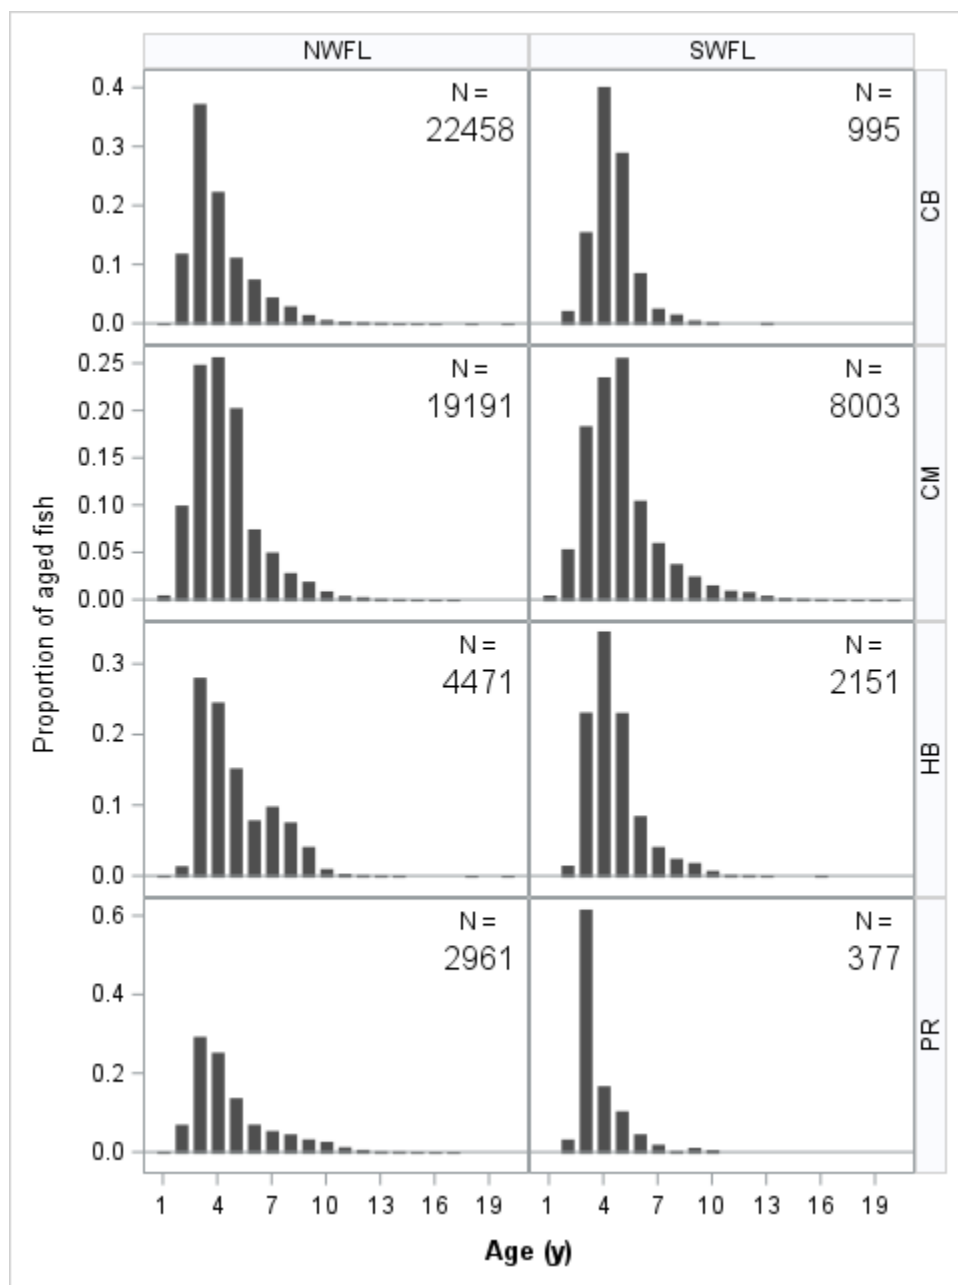 NWFL SWFL
Proportion of aged fish
0.4
0.3
0.2
0.1
0.0
N =
22458
N =
995
CB
0.25
0.20
0.15
0.10
0.05
0.00
N =
19191
N =
8003
CM
0.3
0.2
0.1
0.0
N =
4471
N =
2151
HB
0.6
0.4
0.2
0.0
N =
2961
N =
377
PR
1 4 7 10 13 16 19 1 4 7 10 13 16 19
Age (y)